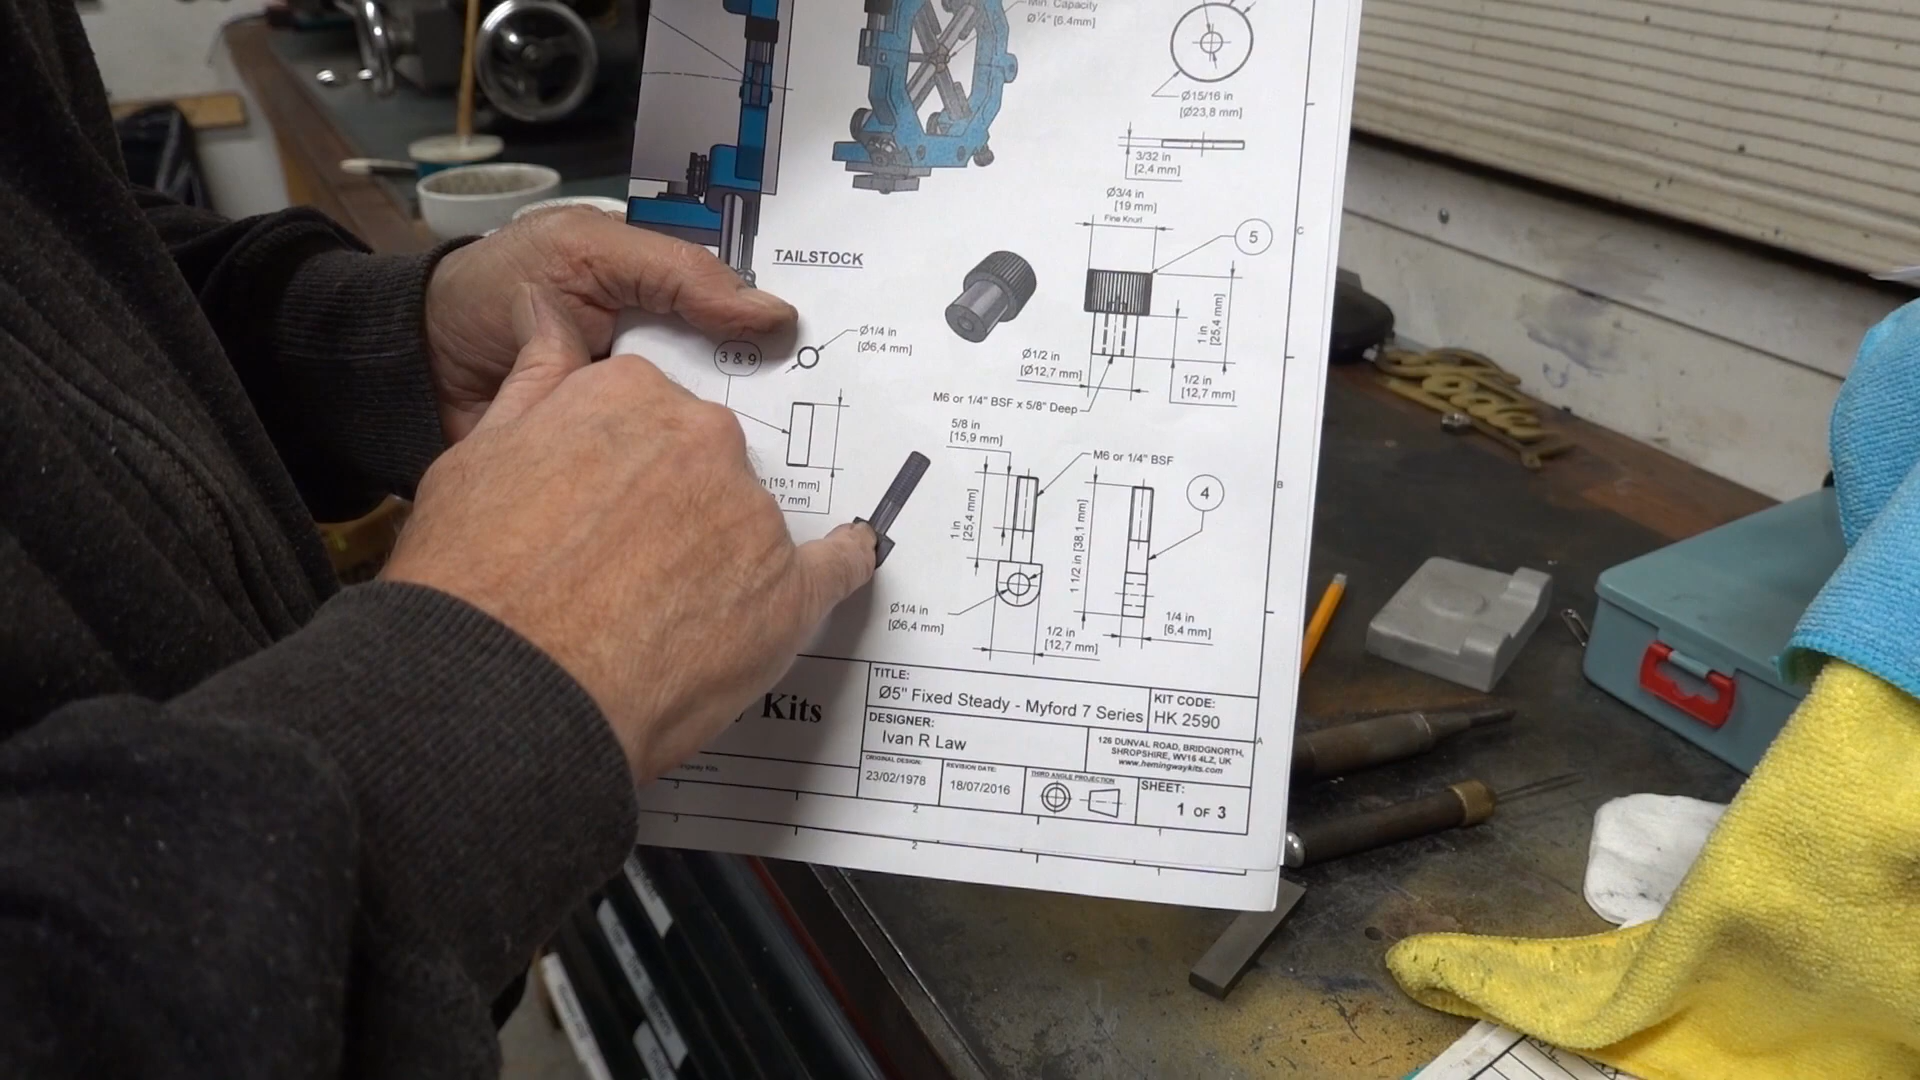 Min. Capacity
Ø¼" [6.4mm]
Ø15/16 in
[Ø23,8 mm]
3/32 in
[2,4 mm]
Ø3/4 in
[19 mm]
Fine Knurl
5
C
TAILSTOCK
1 in
[25,4 mm]
3 & 9
Ø1/4 in
[Ø6,4 mm]
Ø1/2 in
[Ø12,7 mm]
1/2 in
[12,7 mm]
M6 or 1/4" BSF x 5/8" Deep
5/8 in
[15,9 mm]
M6 or 1/4" BSF
4
B
[19,1 mm]
1 in
[25,4 mm]
1 1/2 in [38,1 mm]
Ø1/4 in
[Ø6,4 mm]
1/2 in
[12,7 mm]
1/4 in
[6,4 mm]
Kits
TITLE:
Ø5" Fixed Steady - Myford 7 Series
KIT CODE:
HK 2590
DESIGNER:
Ivan R Law
126 DUNVAL ROAD, BRIDGNORTH,
SHROPSHIRE, WV16 4LZ, UK
www.hemingwaykits.com
A
ORIGINAL DESIGN:
23/02/1978
REVISION DATE:
18/07/2016
THIRD ANGLE PROJECTION
SHEET:
1 OF 3
Kits
3
2
1
3
2
1